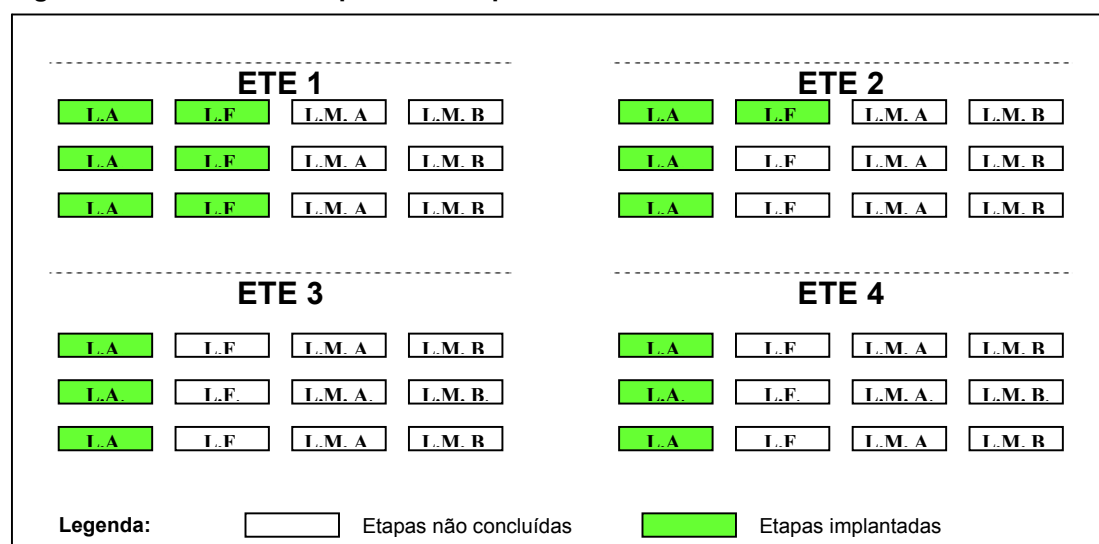 ETE 1
L.A L.F L.M. A L.M. B
L.A L.F L.M. A L.M. B
L.A L.F L.M. A L.M. B
ETE 2
L.A L.F L.M. A L.M. B
L.A L.F L.M. A L.M. B
L.A L.F L.M. A L.M. B
ETE 3
L.A L.F L.M. A L.M. B
L.A. L.F. L.M. A. L.M. B.
L.A L.F L.M. A L.M. B
ETE 4
L.A L.F L.M. A L.M. B
L.A. L.F. L.M. A. L.M. B.
L.A L.F L.M. A L.M. B
Legenda: Etapas não concluídas Etapas implantadas